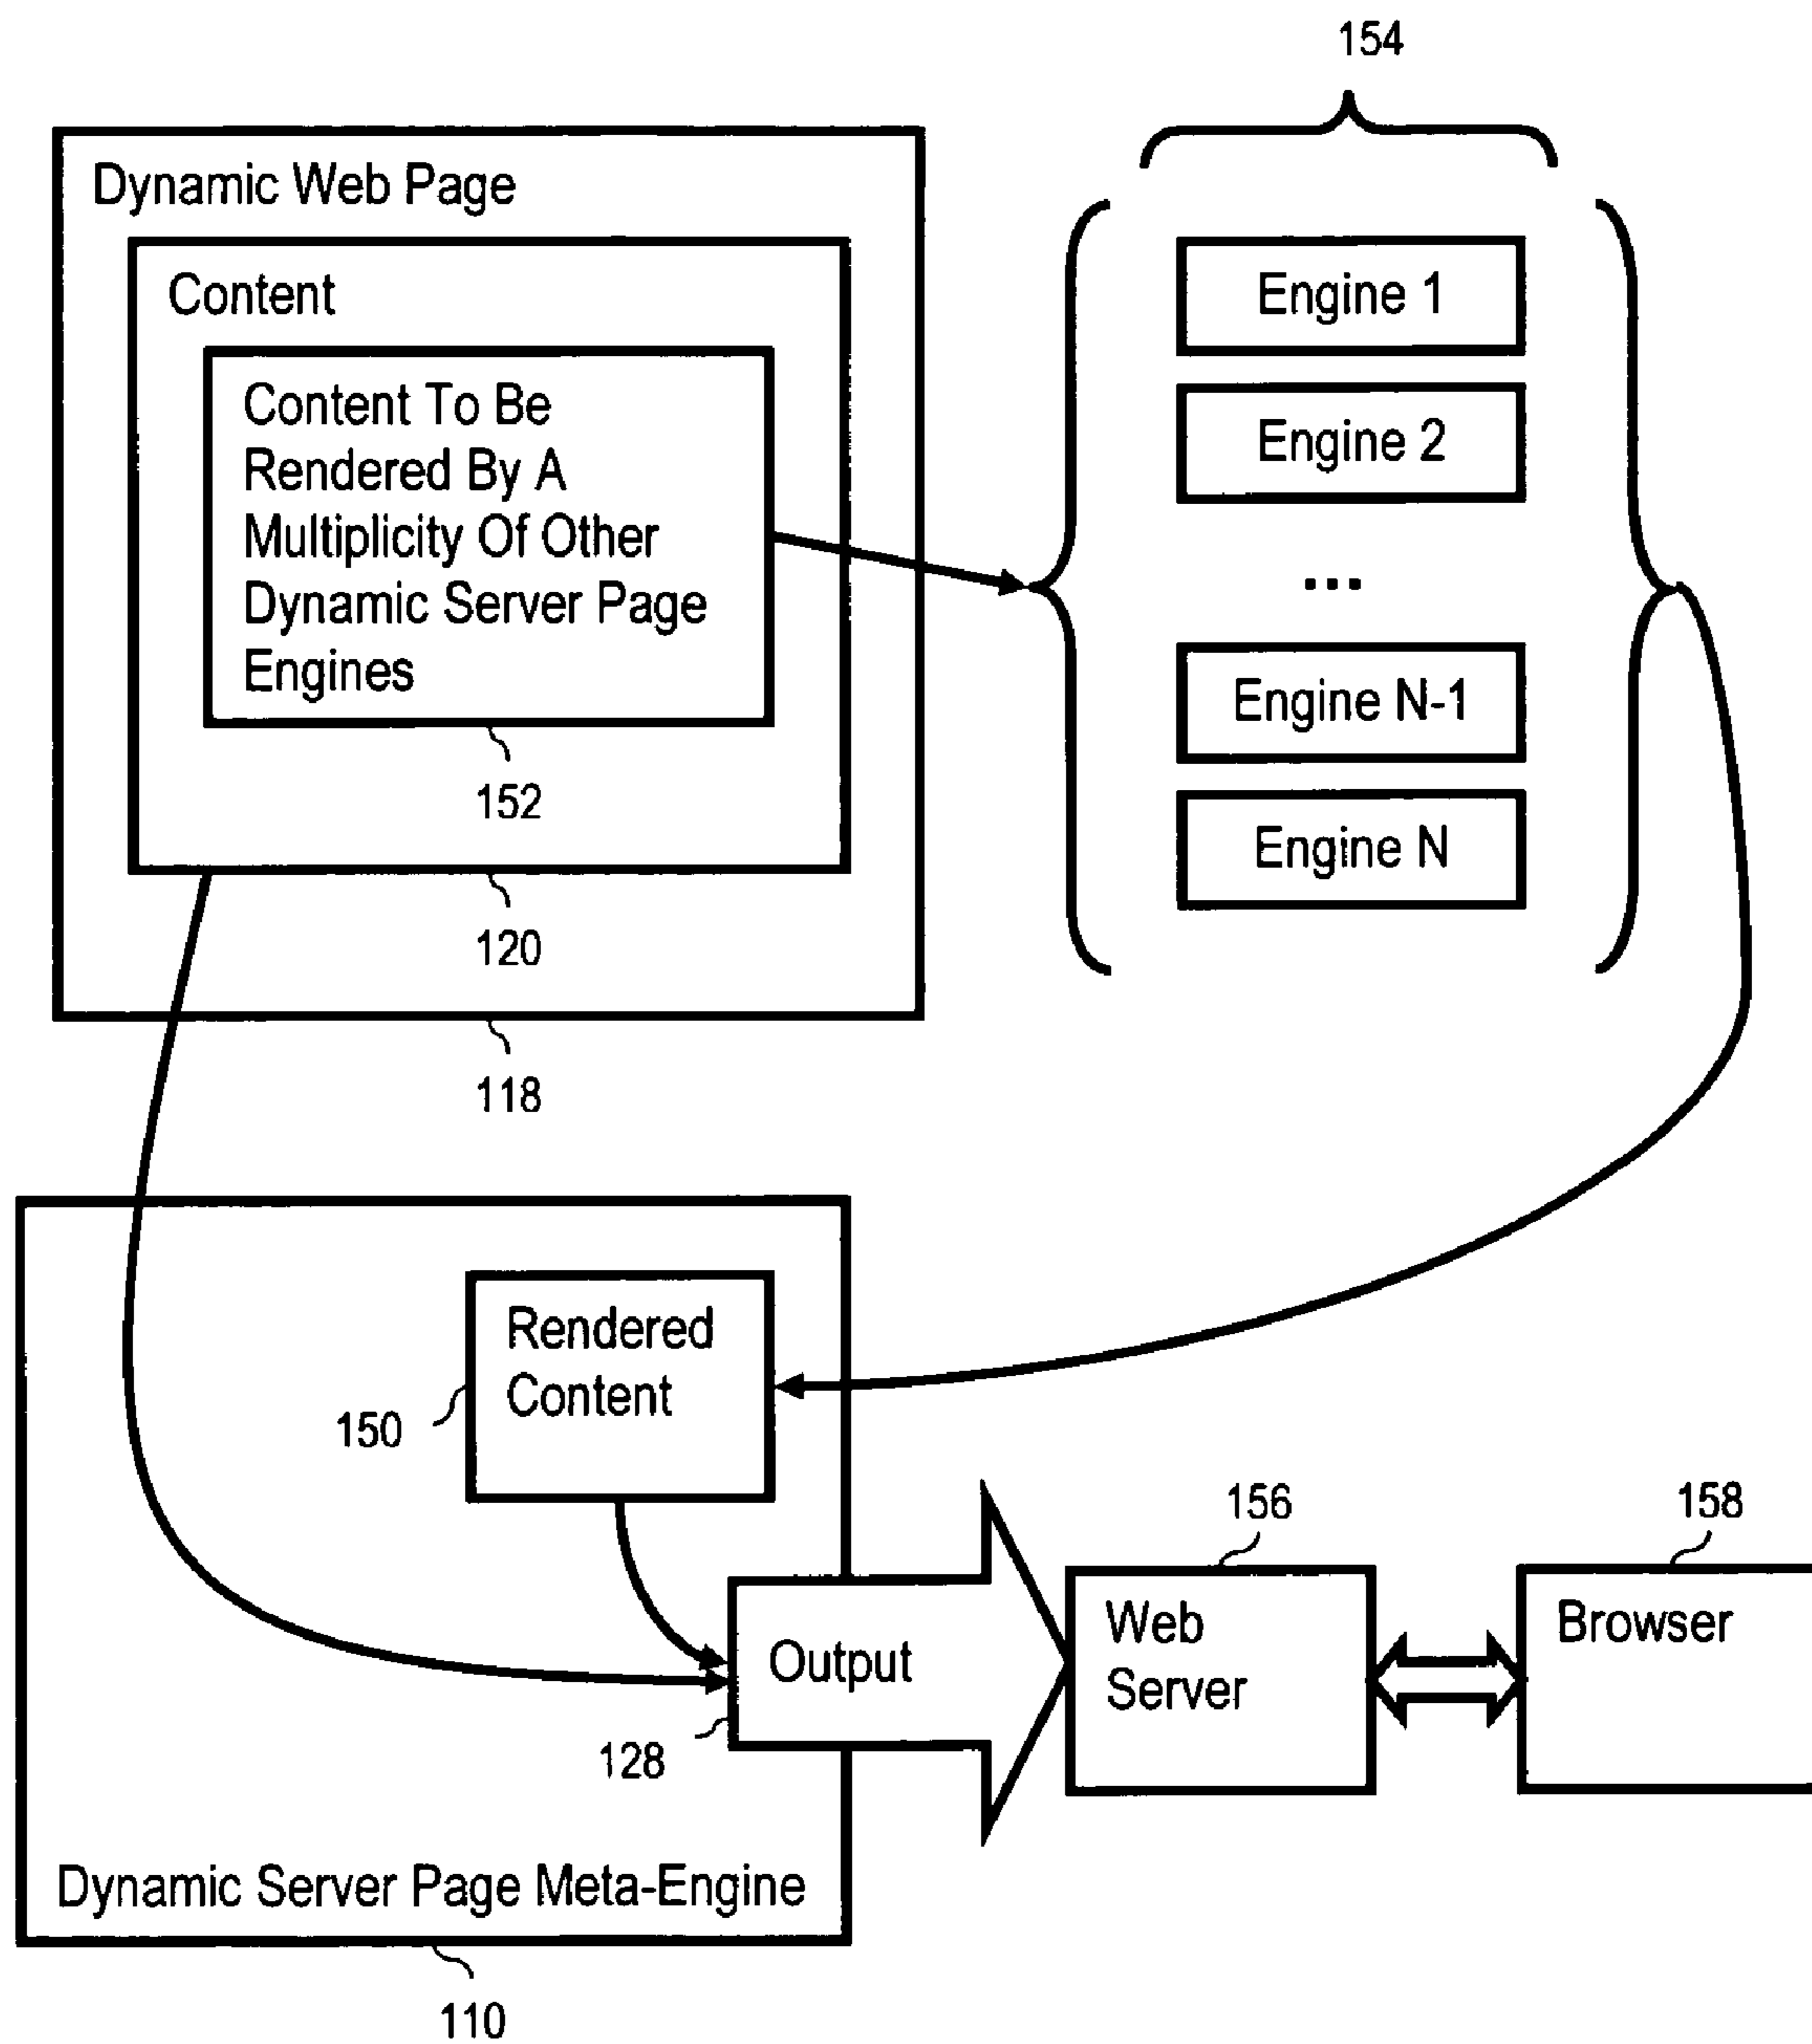 154
Dynamic Web Page
Content
Content To Be
Rendered By A
Multiplicity Of Other
Dynamic Server Page
Engines
152
120
118
Engine 1
Engine 2
...
Engine N-1
Engine N
Rendered
Content
150
Output
128
Dynamic Server Page Meta-Engine
110
156
Web
Server
158
Browser